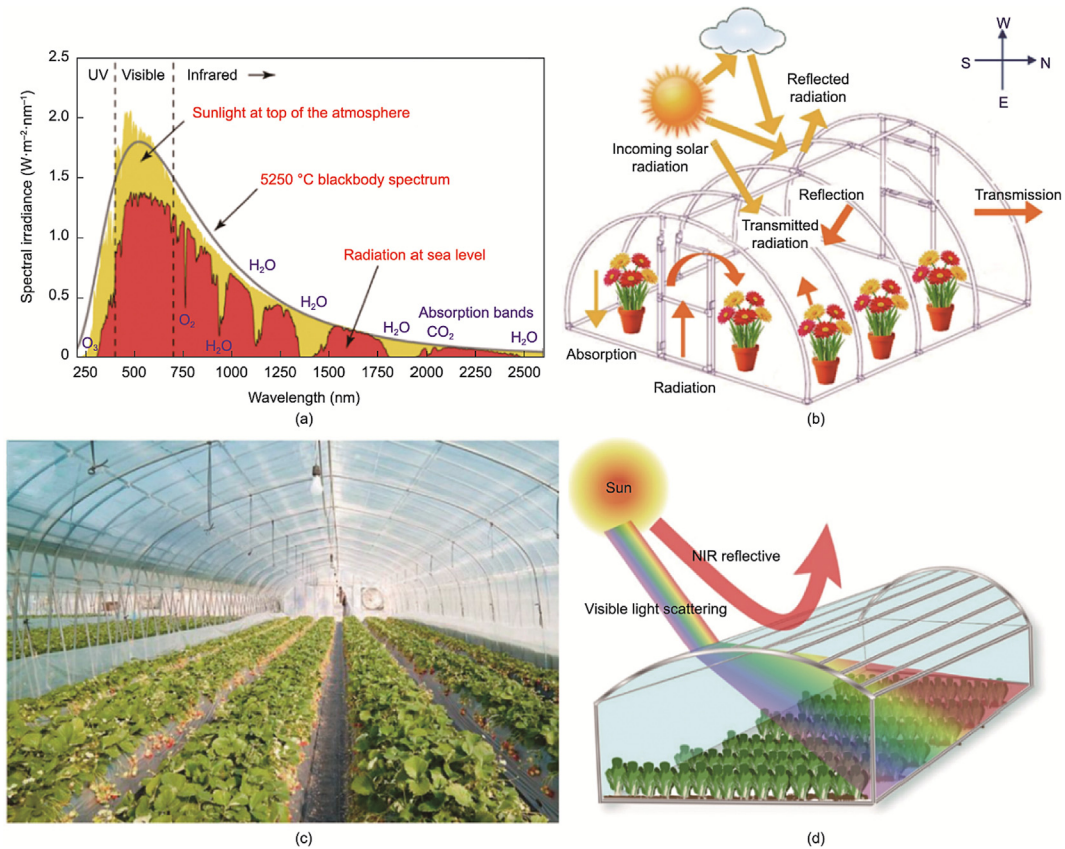 2.5
2.0
1.5
1.0
0.5
0
Spectral irradiance (W·m⁻²·nm⁻¹)
UV
Visible
Infrared
Sunlight at top of the atmosphere
5250 °C blackbody spectrum
Radiation at sea level
H₂O
H₂O
H₂O
Absorption bands
CO₂
H₂O
O₃
O₂
H₂O
250 500 750 1000 1250 1500 1750 2000 2250 2500
Wavelength (nm)
(a)
W
S
N
E
Reflected
radiation
Incoming solar
radiation
Reflection
Transmission
Transmitted
radiation
Absorption
Radiation
(b)
(c)
Sun
NIR reflective
Visible light scattering
(d)